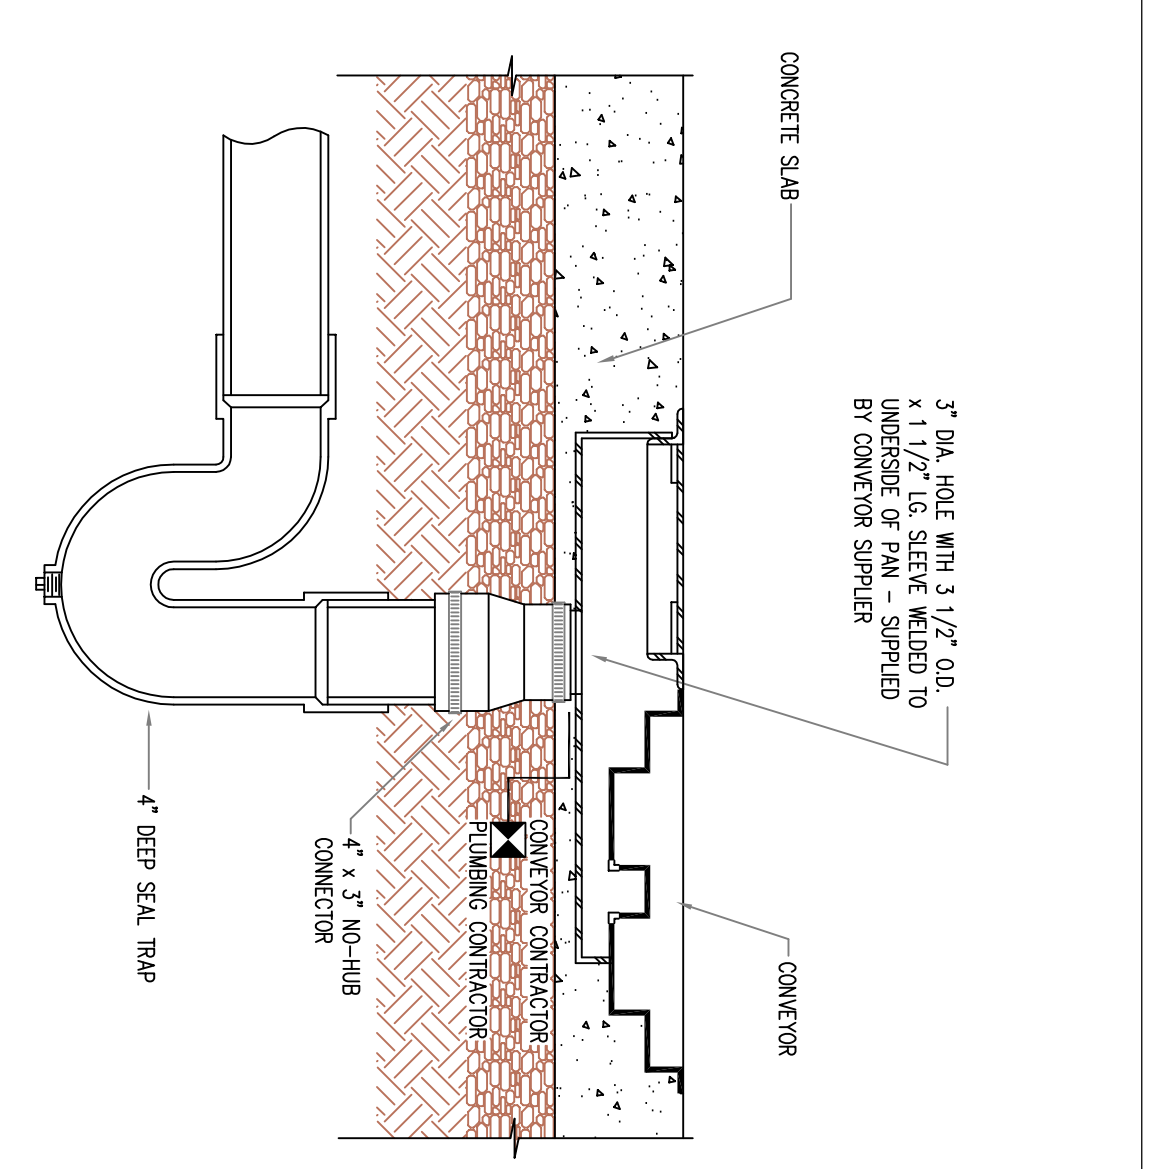 3" DIA. HOLE WITH 3 1/2" O.D.
x 1 1/2" LG. SLEEVE WELDED TO
UNDERSIDE OF PAN - SUPPLIED
BY CONVEYOR SUPPLIER
CONCRETE SLAB
CONVEYOR
CONVEYOR CONTRACTOR
PLUMBING CONTRACTOR
4" x 3" NO-HUB
CONNECTOR
4" DEEP SEAL TRAP